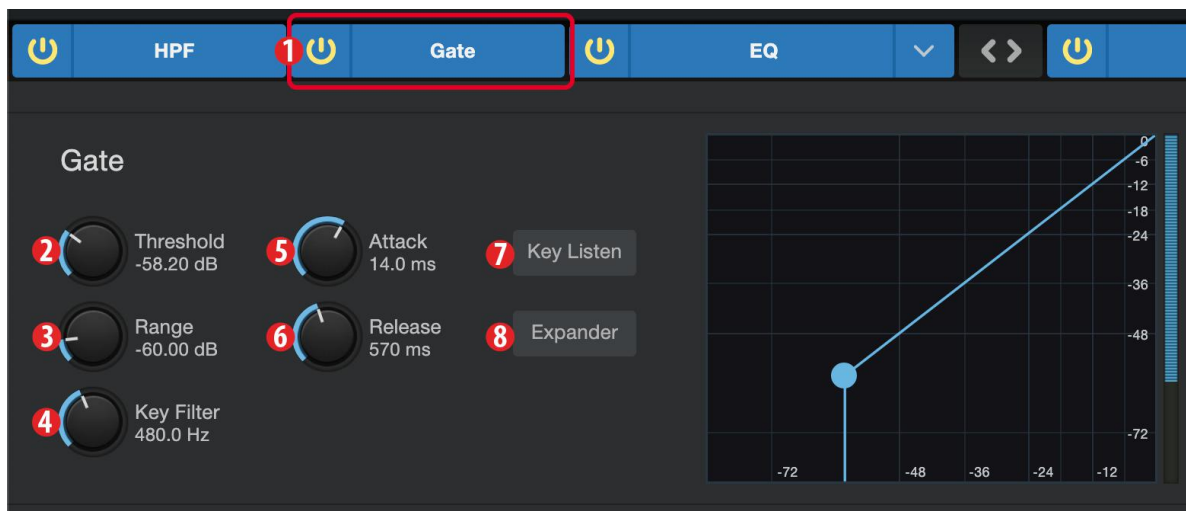 HPF
1
Gate
EQ
Gate
2 Threshold
-58.20 dB
5 Attack
14.0 ms
7 Key Listen
3 Range
-60.00 dB
6 Release
570 ms
8 Expander
4 Key Filter
480.0 Hz
0
-6
-12
-18
-24
-36
-48
-72
-72 -48 -36 -24 -12